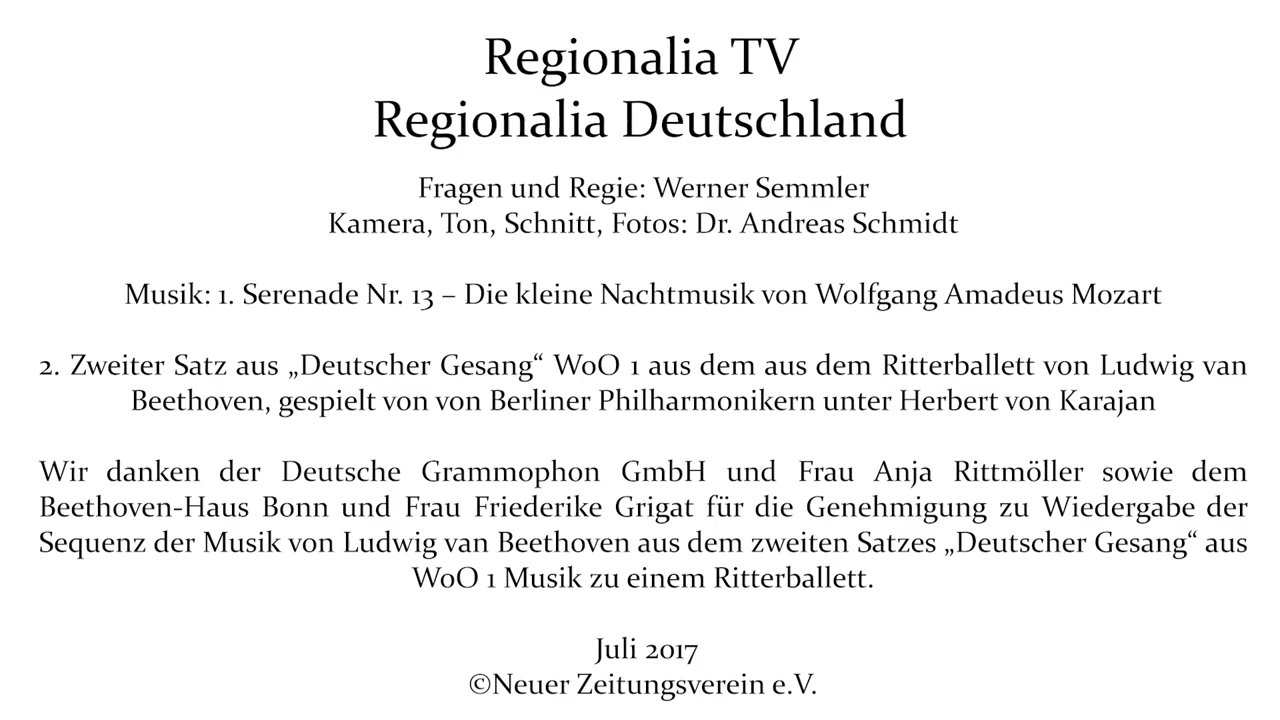 Regionalia TV
Regionalia Deutschland
Fragen und Regie: Werner Semmler
Kamera, Ton, Schnitt, Fotos: Dr. Andreas Schmidt
Musik: 1. Serenade Nr. 13 – Die kleine Nachtmusik von Wolfgang Amadeus Mozart
2. Zweiter Satz aus „Deutscher Gesang“ WoO 1 aus dem aus dem Ritterballett von Ludwig van
Beethoven, gespielt von von Berliner Philharmonikern unter Herbert von Karajan
Wir danken der Deutsche Grammophon GmbH und Frau Anja Rittmöller sowie dem
Beethoven-Haus Bonn und Frau Friederike Grigat für die Genehmigung zu Wiedergabe der
Sequenz der Musik von Ludwig van Beethoven aus dem zweiten Satzes „Deutscher Gesang“ aus
WoO 1 Musik zu einem Ritterballett.
Juli 2017
©Neuer Zeitungsverein e.V.